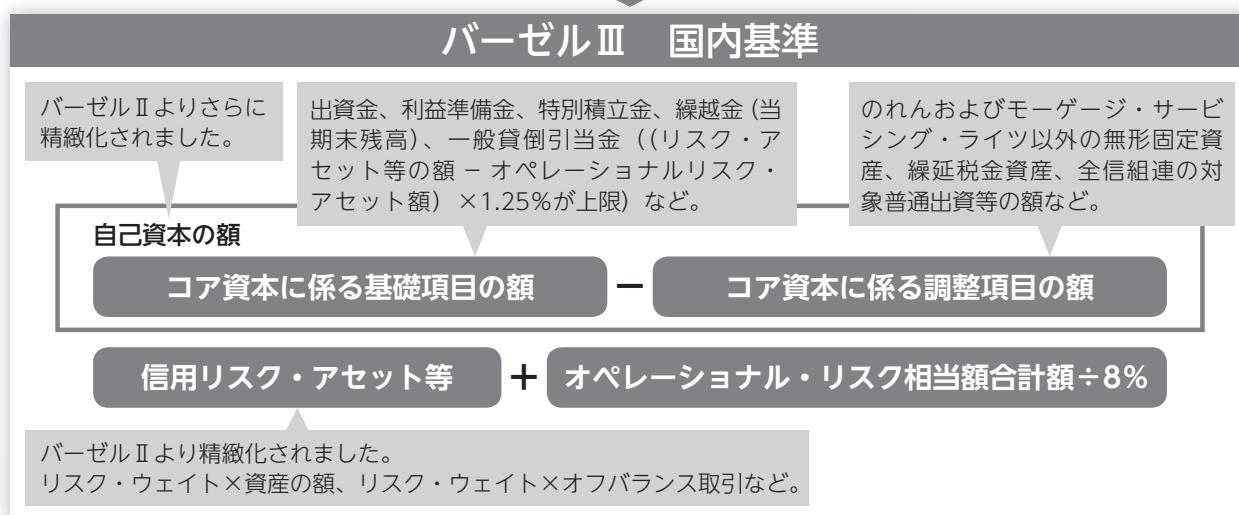 バーゼルⅢ 国内基準
バーゼルⅡよりさらに
精緻化されました。
出資金、利益準備金、特別積立金、繰越金(当
期末残高)、一般貸倒引当金((リスク・ア
セット等の額 − オペレーショナルリスク・
アセット額)×1.25%が上限)など。
のれんおよびモーゲージ・サービ
シング・ライツ以外の無形固定資
産、繰延税金資産、全信組連の対
象普通出資等の額など。
自己資本の額
コア資本に係る基礎項目の額 − コア資本に係る調整項目の額
信用リスク・アセット等 + オペレーショナル・リスク相当額合計額÷8%
バーゼルⅡより精緻化されました。
リスク・ウェイト×資産の額、リスク・ウェイト×オフバランス取引など。